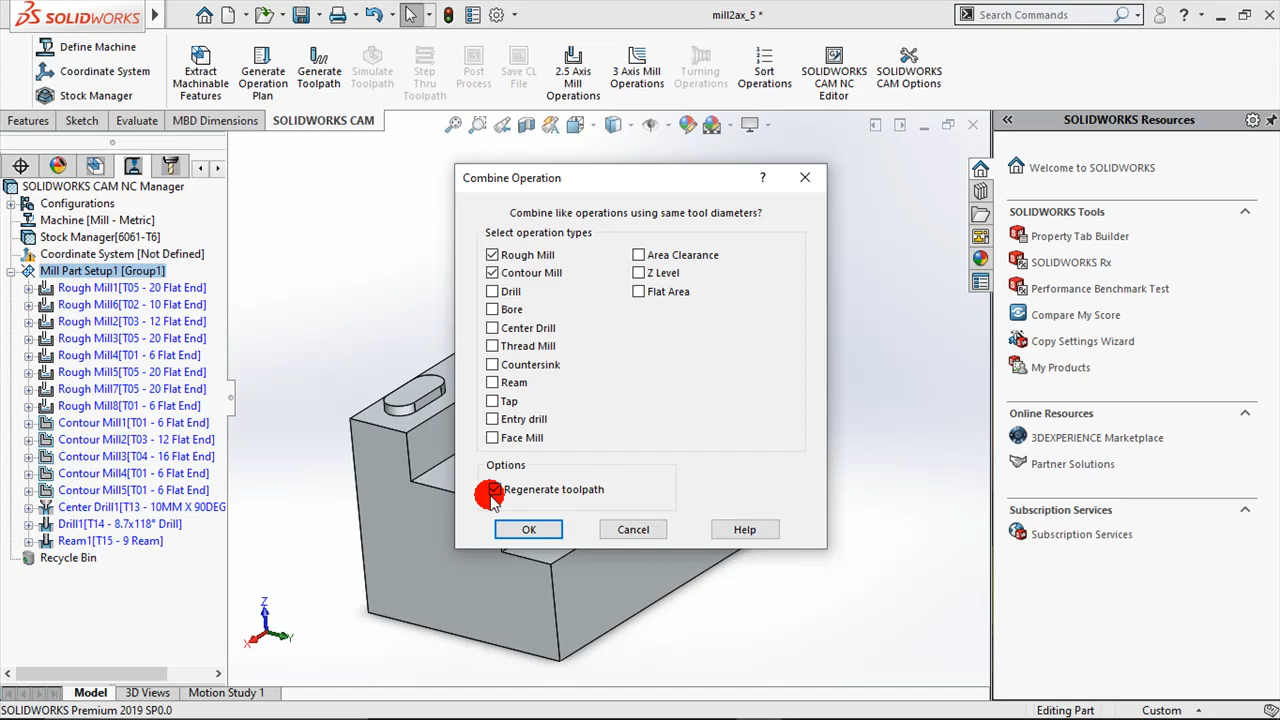 SOLIDWORKS
mill2ax_5 *
Search Commands
?
Define Machine
Coordinate System
Stock Manager
Extract Machinable Features
Generate Operation Plan
Generate Toolpath
Simulate Toolpath
Step Thru Toolpath
Post Process
Save CL File
2.5 Axis Mill Operations
3 Axis Mill Operations
Turning Operations
Sort Operations
SOLIDWORKS CAM NC Editor
SOLIDWORKS CAM Options
Features
Sketch
Evaluate
MBD Dimensions
SOLIDWORKS CAM
SOLIDWORKS CAM NC Manager
Configurations
Machine [Mill - Metric]
Stock Manager[6061-T6]
Coordinate System [Not Defined]
Mill Part Setup1 [Group1]
Rough Mill1[T05 - 20 Flat End]
Rough Mill6[T02 - 10 Flat End]
Rough Mill2[T03 - 12 Flat End]
Rough Mill3[T05 - 20 Flat End]
Rough Mill4[T01 - 6 Flat End]
Rough Mill5[T05 - 20 Flat End]
Rough Mill7[T05 - 20 Flat End]
Rough Mill8[T01 - 6 Flat End]
Contour Mill1[T01 - 6 Flat End]
Contour Mill2[T03 - 12 Flat End]
Contour Mill3[T04 - 16 Flat End]
Contour Mill4[T01 - 6 Flat End]
Contour Mill5[T01 - 6 Flat End]
Center Drill1[T13 - 10MM X 90DEG
Drill1[T14 - 8.7x118° Drill]
Ream1[T15 - 9 Ream]
Recycle Bin
Combine Operation
?
Combine like operations using same tool diameters?
Select operation types
Rough Mill
Contour Mill
Drill
Bore
Center Drill
Thread Mill
Countersink
Ream
Tap
Entry drill
Face Mill
Area Clearance
Z Level
Flat Area
Options
Regenerate toolpath
OK
Cancel
Help
Z
X
Y
SOLIDWORKS Resources
Welcome to SOLIDWORKS
SOLIDWORKS Tools
Property Tab Builder
SOLIDWORKS Rx
Performance Benchmark Test
Compare My Score
Copy Settings Wizard
My Products
Online Resources
3DEXPERIENCE Marketplace
Partner Solutions
Subscription Services
Subscription Services
Model
3D Views
Motion Study 1
SOLIDWORKS Premium 2019 SP0.0
Editing Part
Custom